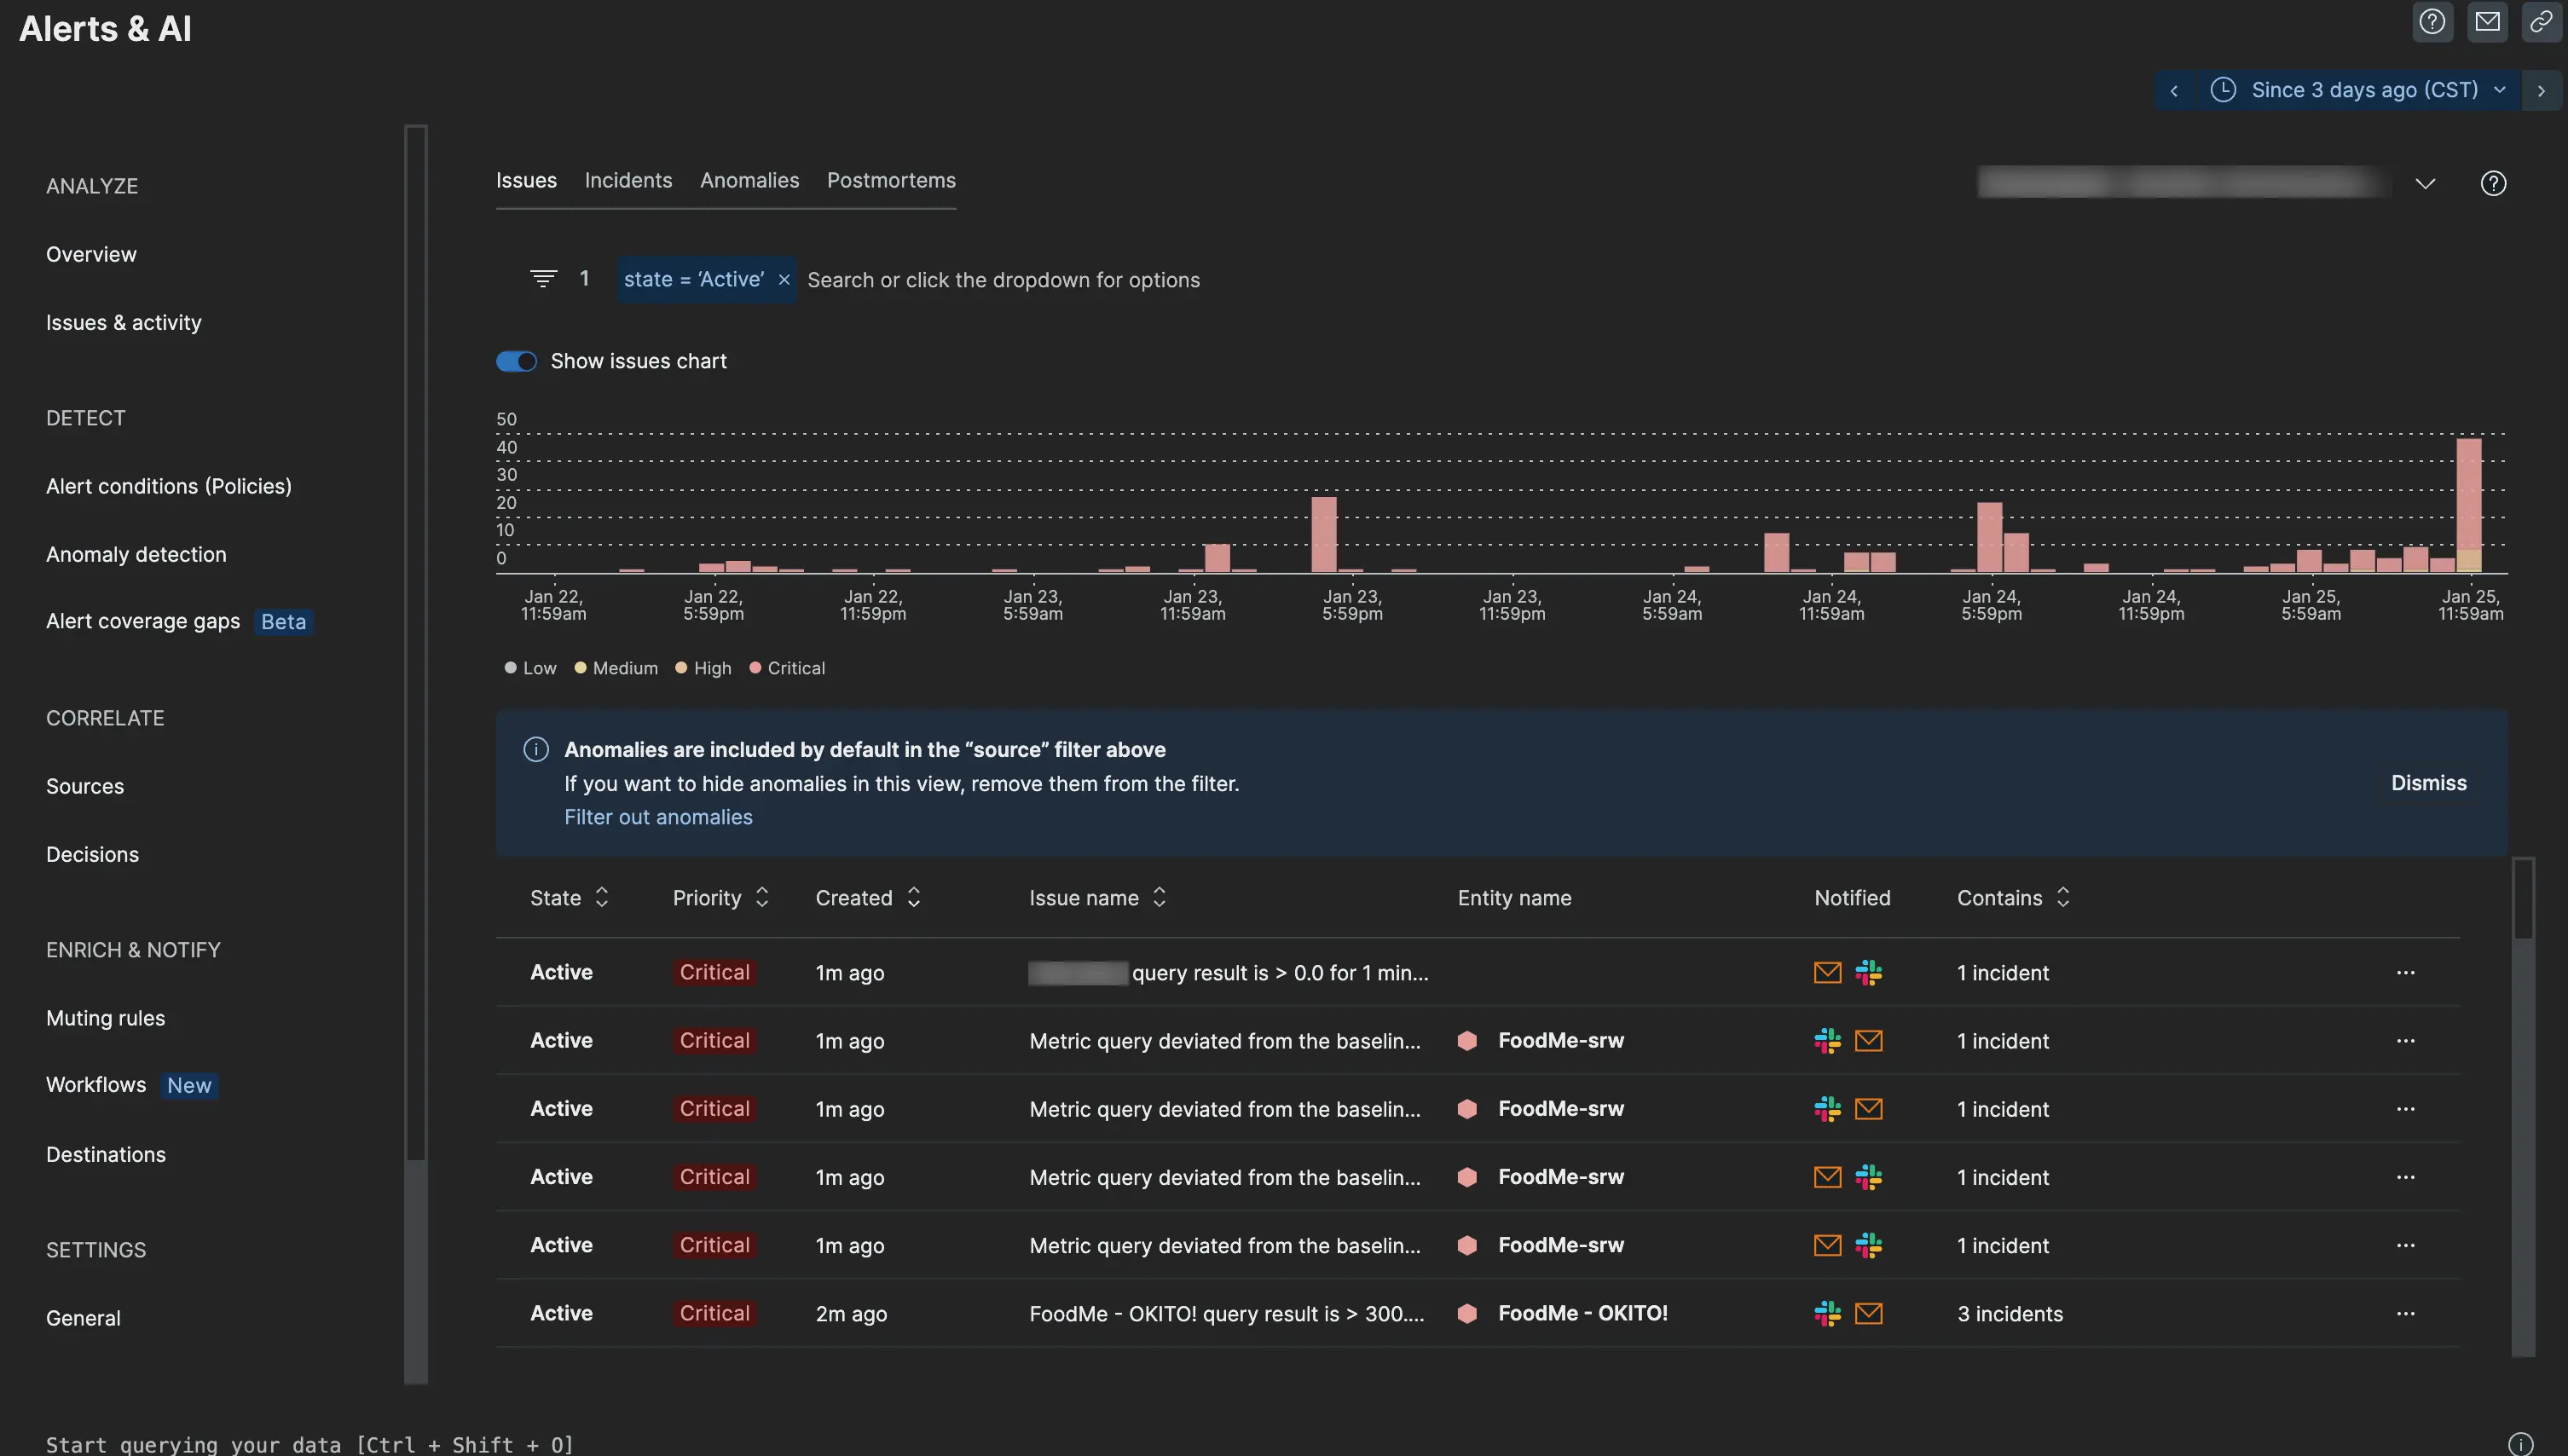 Alerts & AI
Since 3 days ago (CST)
ANALYZE
Overview
Issues & activity
DETECT
Alert conditions (Policies)
Anomaly detection
Alert coverage gaps Beta
CORRELATE
Sources
Decisions
ENRICH & NOTIFY
Muting rules
Workflows New
Destinations
SETTINGS
General
Issues Incidents Anomalies Postmortems
1 state = ‘Active’ × Search or click the dropdown for options
Show issues chart
50
40
30
20
10
0
Jan 22, 11:59am
Jan 22, 5:59pm
Jan 22, 11:59pm
Jan 23, 5:59am
Jan 23, 11:59am
Jan 23, 5:59pm
Jan 23, 11:59pm
Jan 24, 5:59am
Jan 24, 11:59am
Jan 24, 5:59pm
Jan 24, 11:59pm
Jan 25, 5:59am
Jan 25, 11:59am
Low Medium High Critical
Anomalies are included by default in the “source” filter above
If you want to hide anomalies in this view, remove them from the filter.
Filter out anomalies
Dismiss
State Priority Created Issue name Entity name Notified Contains
Active Critical 1m ago query result is > 0.0 for 1 min... 1 incident ...
Active Critical 1m ago Metric query deviated from the baselin... FoodMe-srw 1 incident ...
Active Critical 1m ago Metric query deviated from the baselin... FoodMe-srw 1 incident ...
Active Critical 1m ago Metric query deviated from the baselin... FoodMe-srw 1 incident ...
Active Critical 1m ago Metric query deviated from the baselin... FoodMe-srw 1 incident ...
Active Critical 2m ago FoodMe - OKITO! query result is > 300.... FoodMe - OKITO! 3 incidents ...
Start querying your data [Ctrl + Shift + O]